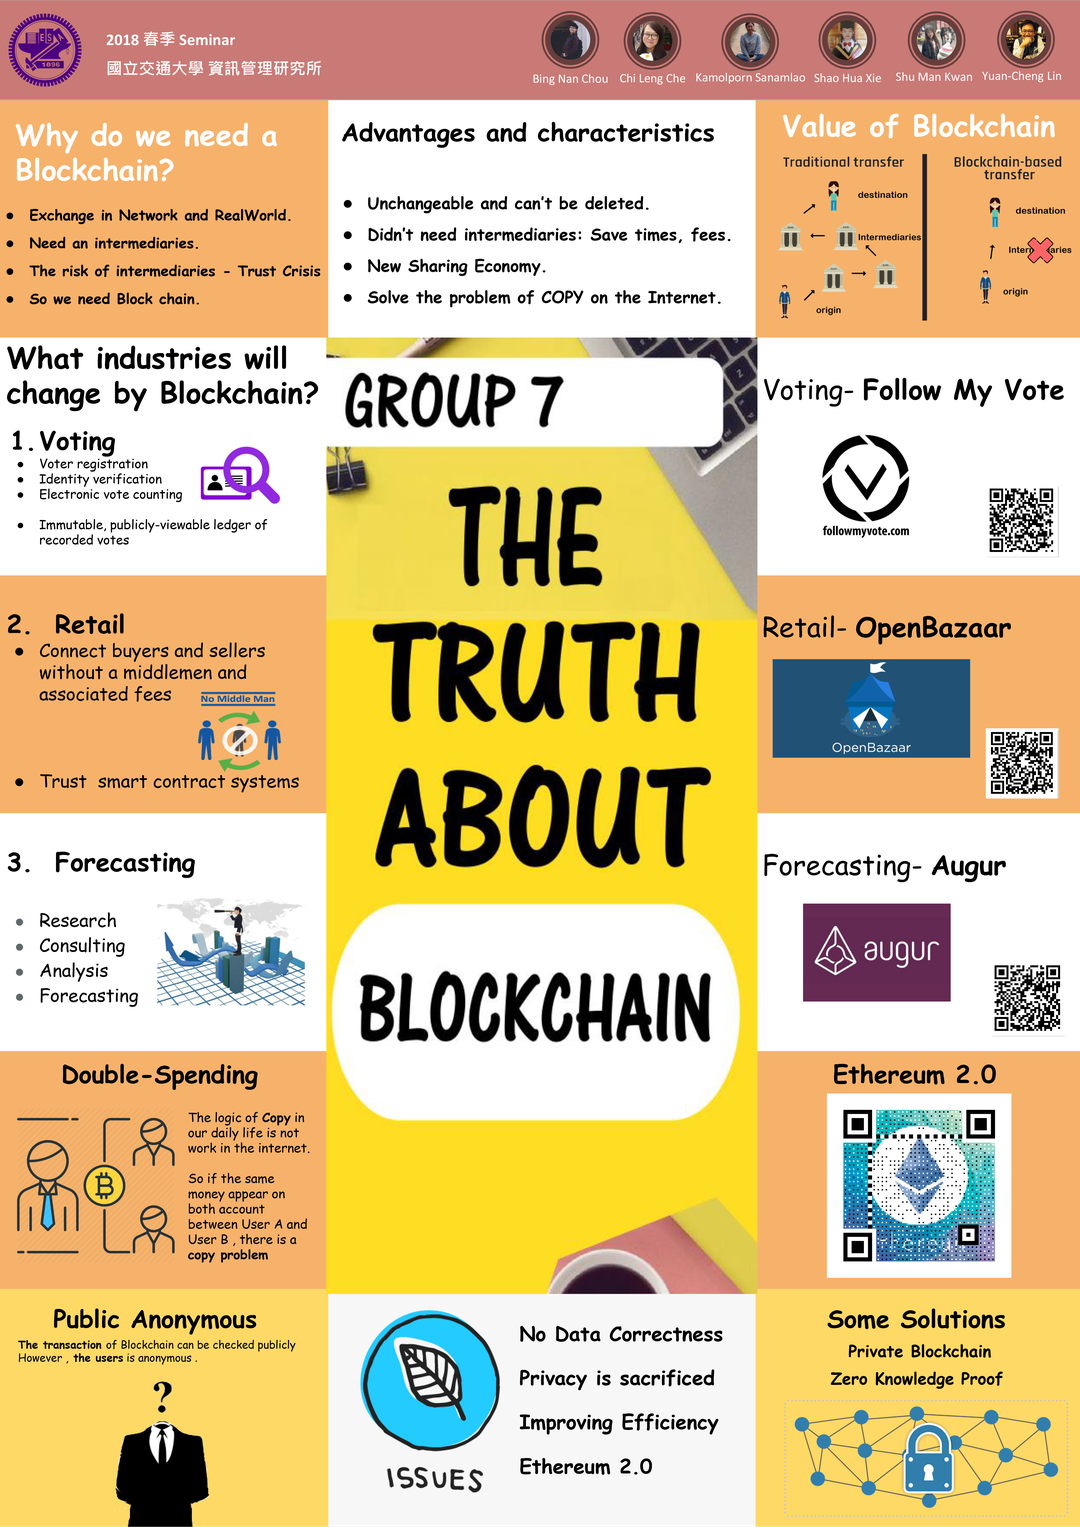 2018 春季 Seminar
國立交通大學 資訊管理研究所
Bing Nan Chou
Chi Leng Che
Kamolporn Sanamlao
Shao Hua Xie
Shu Man Kwan
Yuan-Cheng Lin
ES
1896
Why do we need a
Blockchain?
● Exchange in Network and RealWorld.
● Need an intermediaries.
● The risk of intermediaries - Trust Crisis
● So we need Block chain.
Advantages and characteristics
● Unchangeable and can't be deleted.
● Didn't need intermediaries: Save times, fees.
● New Sharing Economy.
● Solve the problem of COPY on the Internet.
Value of Blockchain
Traditional transfer
destination
Intermediaries
origin
Blockchain-based
transfer
destination
origin
What industries will
change by Blockchain?
1. Voting
● Voter registration
● Identity verification
● Electronic vote counting
● Immutable, publicly-viewable ledger of
recorded votes
2. Retail
● Connect buyers and sellers
without a middlemen and
associated fees
No Middle Man
● Trust smart contract systems
3. Forecasting
● Research
● Consulting
● Analysis
● Forecasting
Double-Spending
The logic of Copy in
our daily life is not
work in the internet.
So if the same
money appear on
both account
between User A and
User B , there is a
copy problem
Public Anonymous
The transaction of Blockchain can be checked publicly
However , the users is anonymous .
?
GROUP 7
THE
TRUTH
ABOUT
BLOCKCHAIN
ISSUES
No Data Correctness
Privacy is sacrificed
Improving Efficiency
Ethereum 2.0
Voting- Follow My Vote
followmyvote.com
Retail- OpenBazaar
OpenBazaar
Forecasting- Augur
augur
Ethereum 2.0
Some Solutions
Private Blockchain
Zero Knowledge Proof